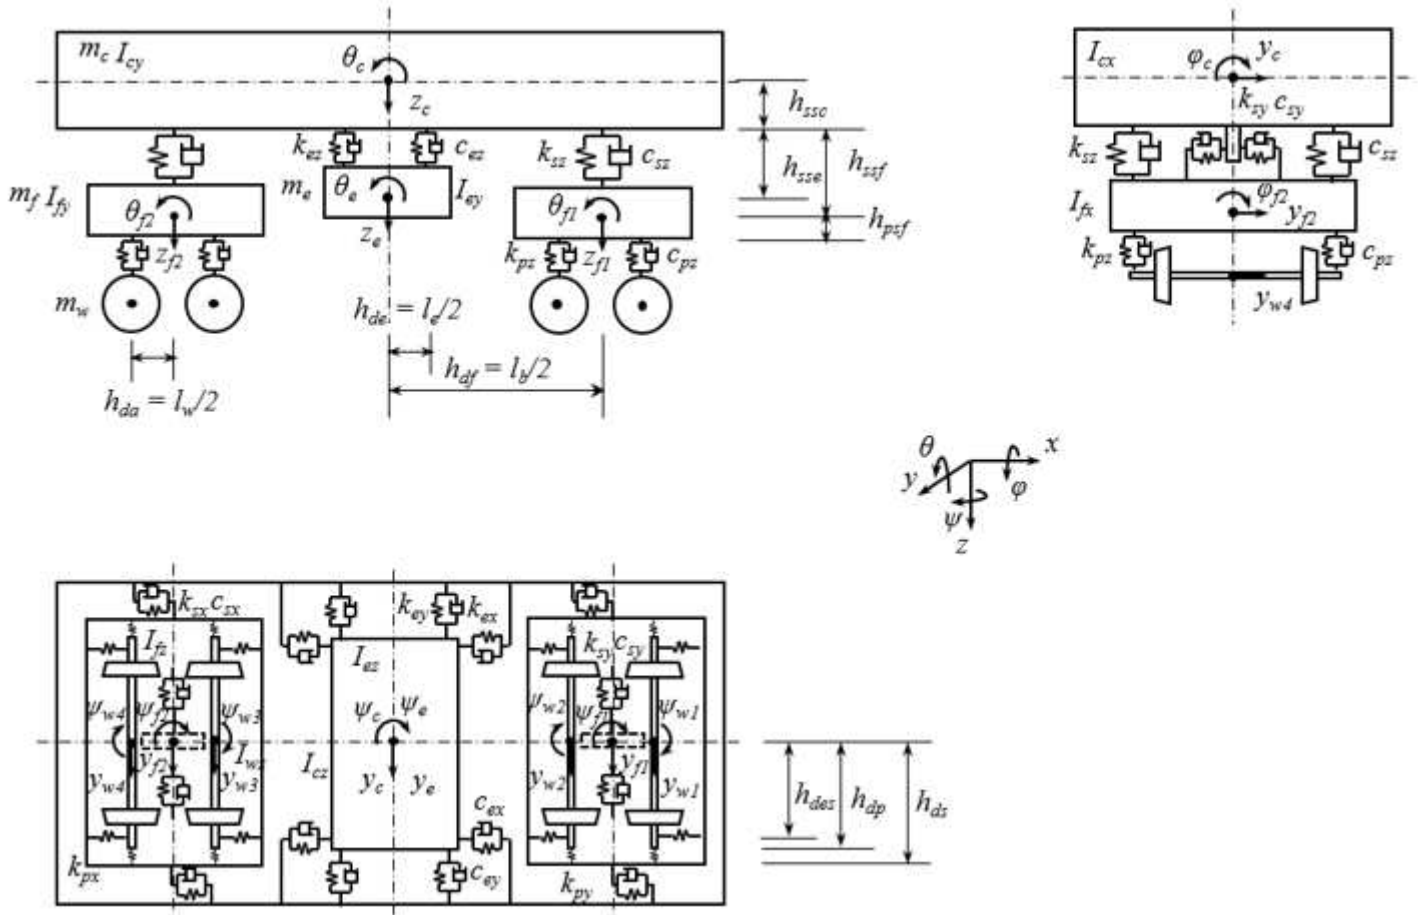 m_c I_cy
θ_c
z_c
h_ssc
k_ez
c_ez
k_sz
c_sz
h_sse
h_ssf
m_f I_fy
θ_f2
m_e
θ_e
I_ey
θ_f1
h_psf
z_f2
z_e
k_pz
z_f1
c_pz
m_w
h_de = l_e/2
h_df = l_b/2
h_da = l_w/2
I_cx
φ_c
y_c
k_sy c_sy
k_sz
c_sz
I_fx
φ_f2
y_f2
k_pz
c_pz
y_w4
θ
x
y
φ
ψ
z
k_sx c_sx
k_ey
k_ex
I_fz
I_ez
k_sy c_sy
ψ_w4
ψ_f2
ψ_w3
ψ_c
ψ_e
ψ_w2
ψ_f1
ψ_w1
I_wz
I_cz
y_w4
y_f2
y_w3
y_c
y_e
y_w2
y_f1
y_w1
h_des
h_dp
h_ds
c_ex
k_px
c_ey
k_py